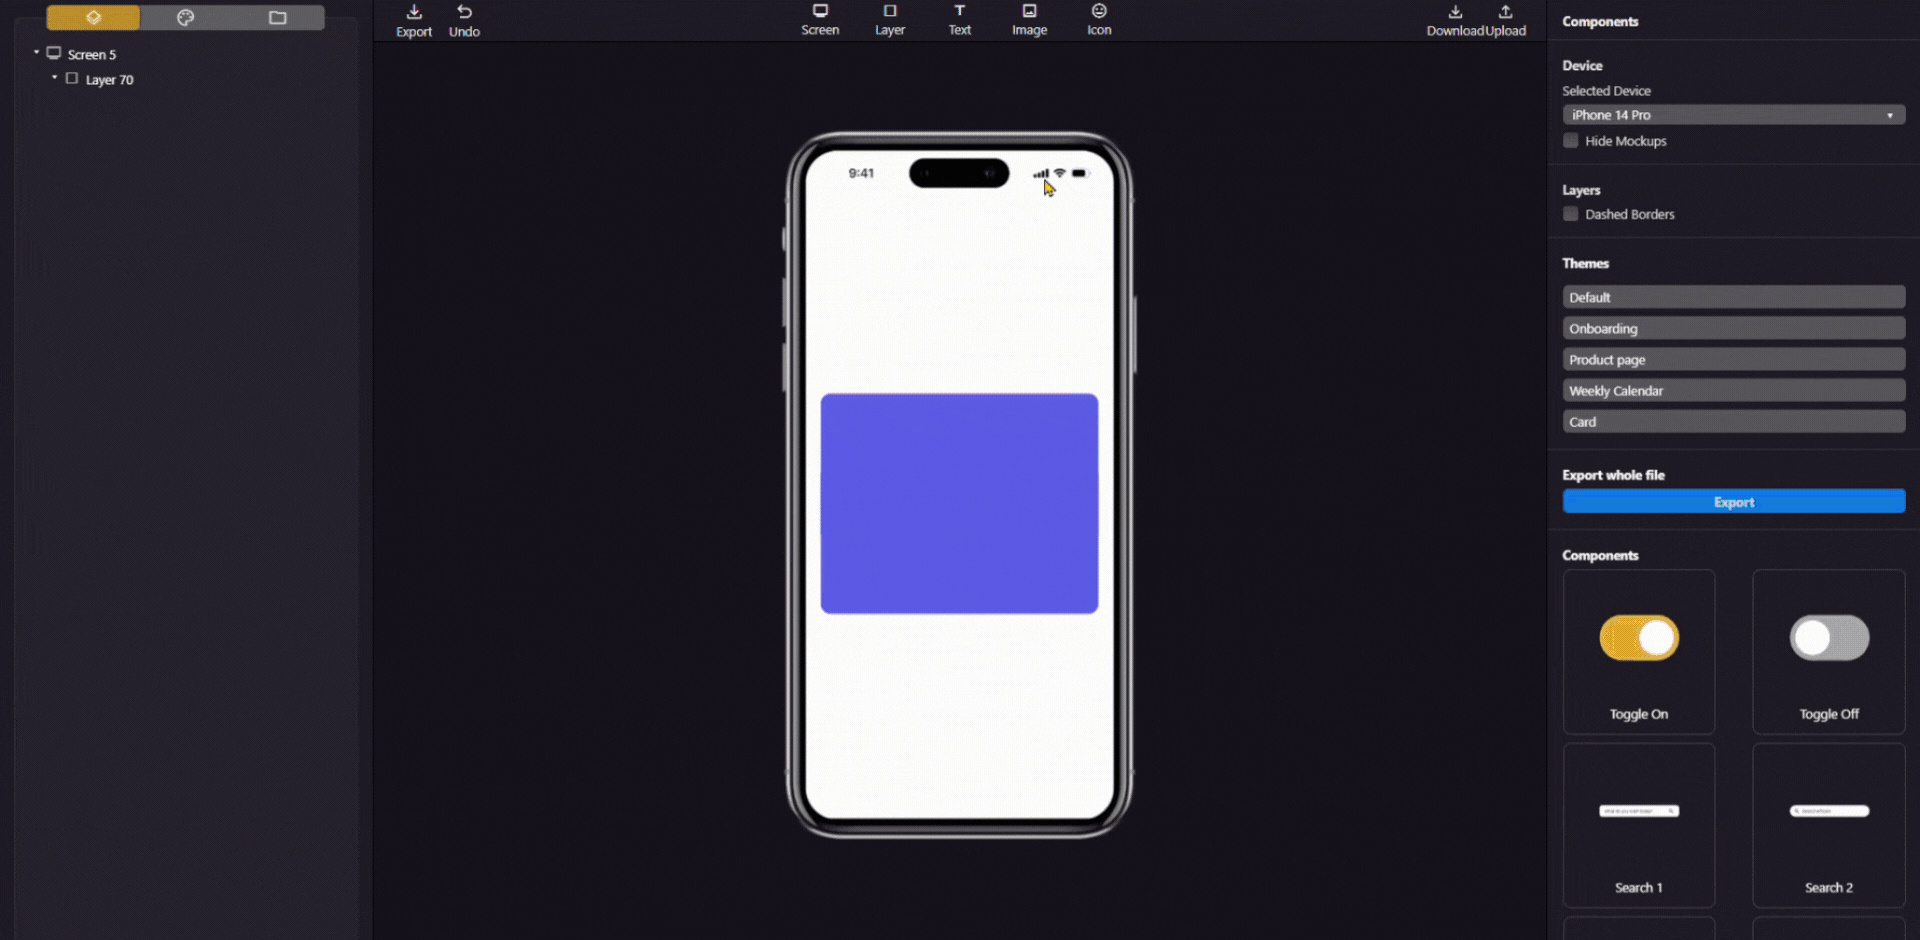 Screen 5
Layer 70
Export
Undo
Screen
Layer
Text
Image
Icon
Download
Upload
9:41
Components
Device
Selected Device
iPhone 14 Pro
Hide Mockups
Layers
Dashed Borders
Themes
Default
Onboarding
Product page
Weekly Calendar
Card
Export whole file
Export
Components
Toggle On
Toggle Off
Search 1
Search 2